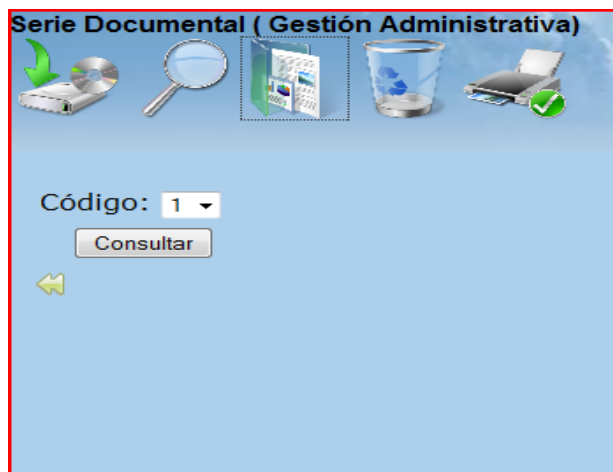 Serie Documental ( Gestión Administrativa)
Código: 1
Consultar